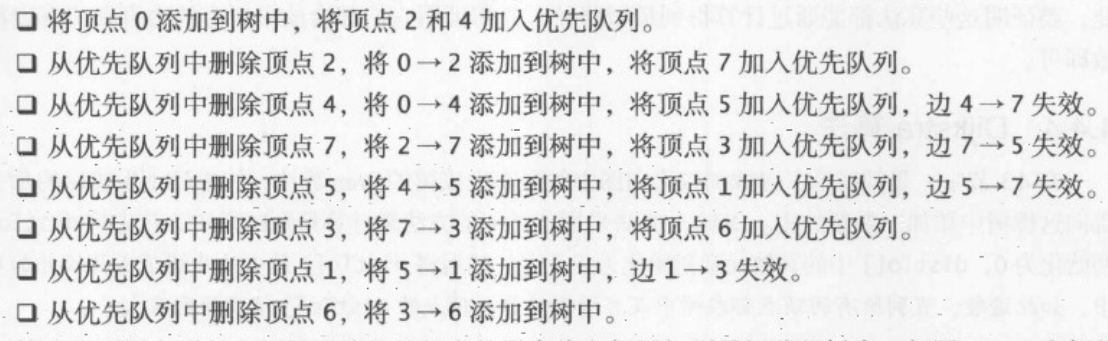 □ 将顶点 0 添加到树中，将顶点 2 和 4 加入优先队列。
□ 从优先队列中删除顶点 2，将 0→2 添加到树中，将顶点 7 加入优先队列。
□ 从优先队列中删除顶点 4，将 0→4 添加到树中，将顶点 5 加入优先队列，边 4→7 失效。
□ 从优先队列中删除顶点 7，将 2→7 添加到树中，将顶点 3 加入优先队列，边 7→5 失效。
□ 从优先队列中删除顶点 5，将 4→5 添加到树中，将顶点 1 加入优先队列，边 5→7 失效。
□ 从优先队列中删除顶点 3，将 7→3 添加到树中，将顶点 6 加入优先队列。
□ 从优先队列中删除顶点 1，将 5→1 添加到树中，边 1→3 失效。
□ 从优先队列中删除顶点 6，将 3→6 添加到树中。